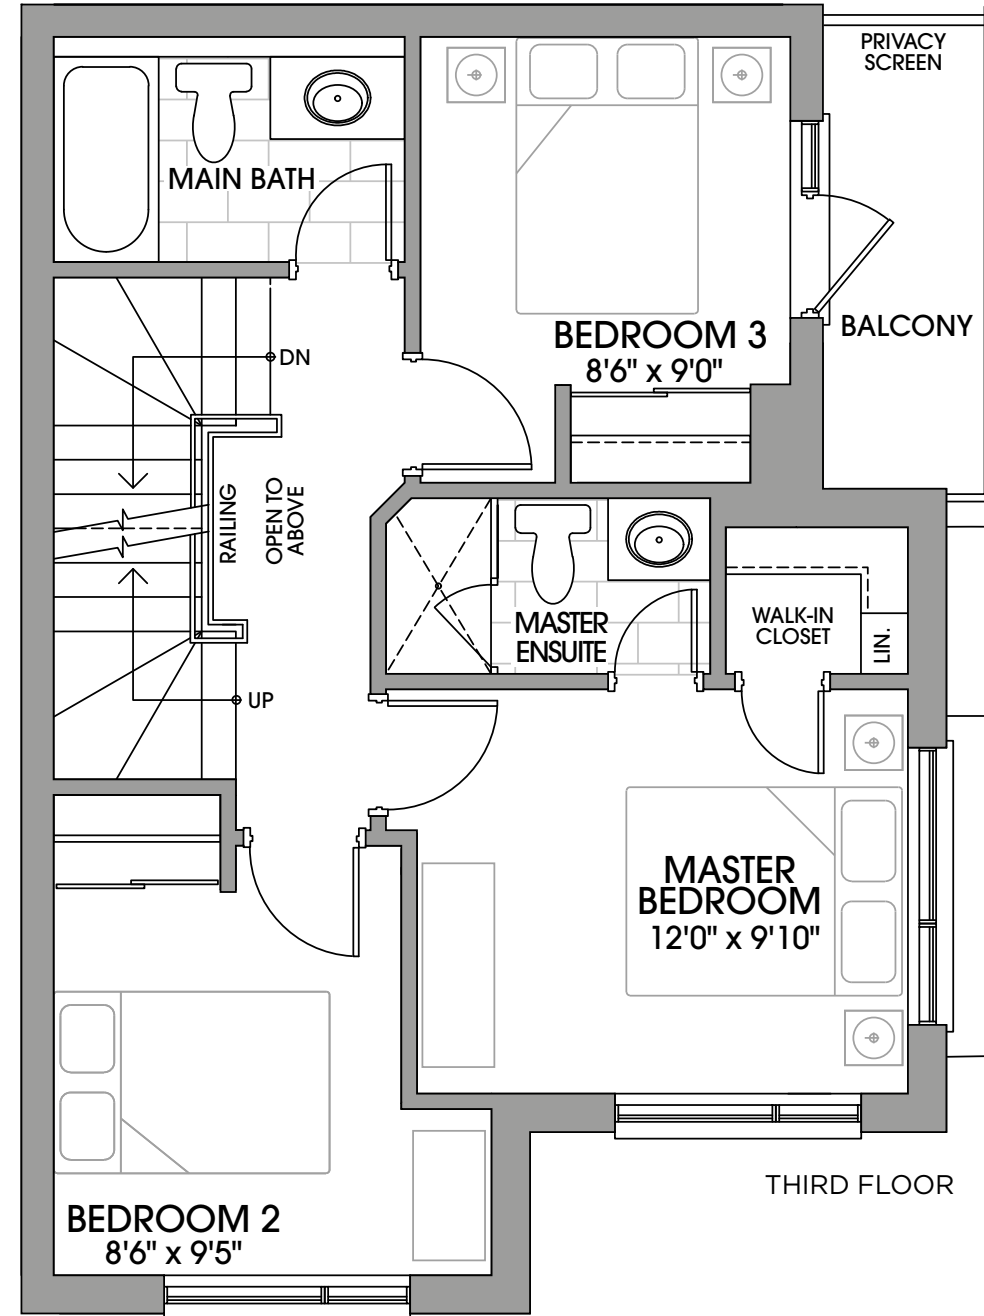 PRIVACY
SCREEN
MAIN BATH
BEDROOM 3
8'6" x 9'0"
BALCONY
DN
RAILING
OPEN TO
ABOVE
MASTER
ENSUITE
WALK-IN
CLOSET
LIN.
UP
MASTER
BEDROOM
12'0" x 9'10"
THIRD FLOOR
BEDROOM 2
8'6" x 9'5"